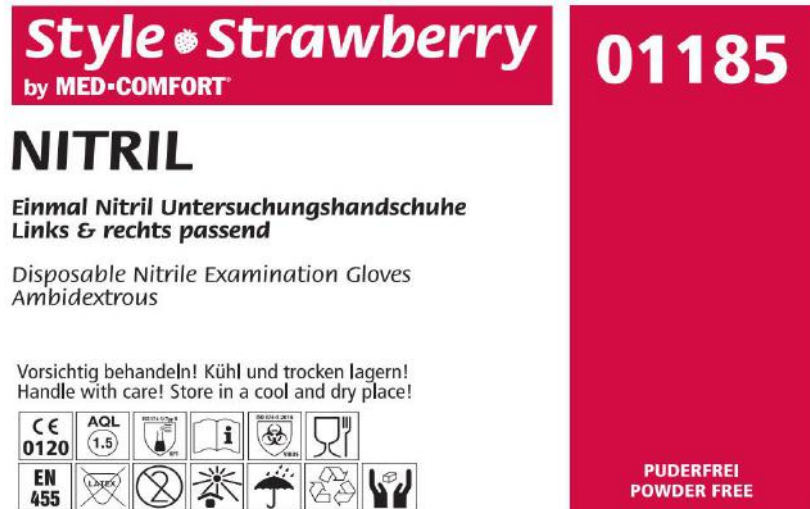 Style Strawberry
by MED-COMFORT®
01185
NITRIL
Einmal Nitril Untersuchungshandschuhe
Links & rechts passend
Disposable Nitrile Examination Gloves
Ambidextrous
Vorsichtig behandeln! Kühl und trocken lagern!
Handle with care! Store in a cool and dry place!
CE
0120
AQL
1.5
i
VIRUS
EN
455
LATEX
2
PUDERFREI
POWDER FREE